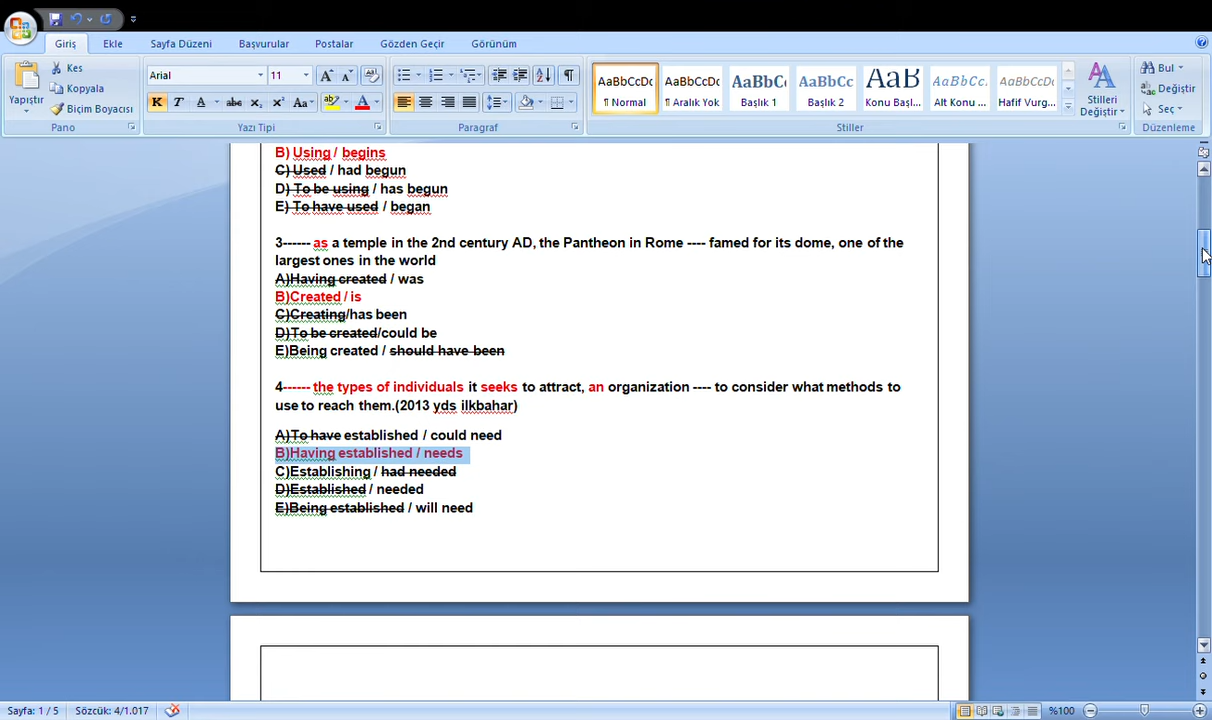 Giriş Ekle Sayfa Düzeni Başvurular Postalar Gözden Geçir Görünüm
Yapıştır
Kes
Kopyala
Biçim Boyacısı
Pano
Arial 11
K T A abc x₂ x² Aa
ab A
Yazı Tipi
Paragraf
AaBbCcDc AaBbCcDc AaBbCc AaBbCc AaB AaBbCc. AaBbCcDc
¶ Normal ¶ Aralık Yok Başlık 1 Başlık 2 Konu Başl... Alt Konu ... Hafif Vurg...
Stilleri
Değiştir
Stiller
Bul
Değiştir
Seç
Düzenleme
B) Using / begins
C) Used / had begun
D) To be using / has begun
E) To have used / began
3------ as a temple in the 2nd century AD, the Pantheon in Rome ---- famed for its dome, one of the
largest ones in the world
A)Having created / was
B)Created / is
C)Creating/has been
D)To be created/could be
E)Being created / should have been
4------ the types of individuals it seeks to attract, an organization ---- to consider what methods to
use to reach them.(2013 yds ilkbahar)
A)To have established / could need
B)Having established / needs
C)Establishing / had needed
D)Established / needed
E)Being established / will need
Sayfa: 1 / 5 Sözcük: 4/1.017 %100